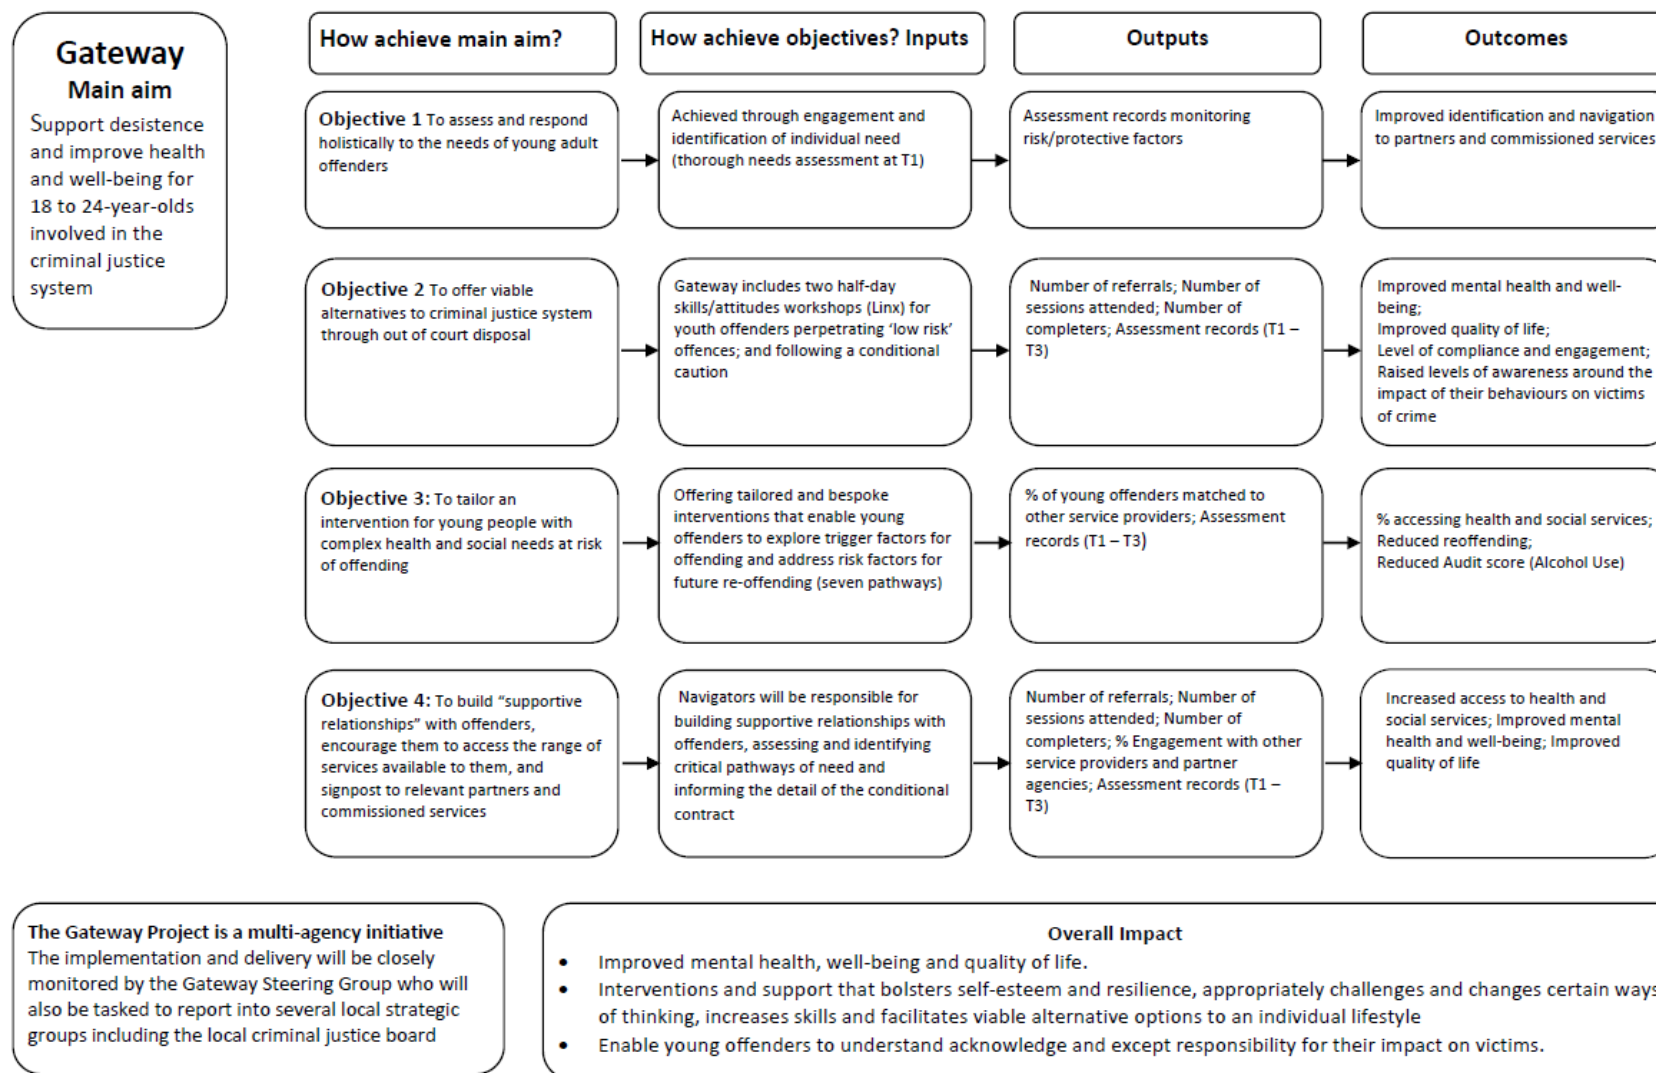 Gateway
Main aim
Support desistence
and improve health
and well-being for
18 to 24-year-olds
involved in the
criminal justice
system
How achieve main aim?
How achieve objectives? Inputs
Outputs
Outcomes
Objective 1 To assess and respond
holistically to the needs of young adult
offenders
Achieved through engagement and
identification of individual need
(thorough needs assessment at T1)
Assessment records monitoring
risk/protective factors
Improved identification and navigation
to partners and commissioned services
Objective 2 To offer viable
alternatives to criminal justice system
through out of court disposal
Gateway includes two half-day
skills/attitudes workshops (Linx) for
youth offenders perpetrating ‘low risk’
offences; and following a conditional
caution
Number of referrals; Number of
sessions attended; Number of
completers; Assessment records (T1 –
T3)
Improved mental health and well-
being;
Improved quality of life;
Level of compliance and engagement;
Raised levels of awareness around the
impact of their behaviours on victims
of crime
Objective 3: To tailor an
intervention for young people with
complex health and social needs at risk
of offending
Offering tailored and bespoke
interventions that enable young
offenders to explore trigger factors for
offending and address risk factors for
future re-offending (seven pathways)
% of young offenders matched to
other service providers; Assessment
records (T1 – T3)
% accessing health and social services;
Reduced reoffending;
Reduced Audit score (Alcohol Use)
Objective 4: To build “supportive
relationships” with offenders,
encourage them to access the range of
services available to them, and
signpost to relevant partners and
commissioned services
Navigators will be responsible for
building supportive relationships with
offenders, assessing and identifying
critical pathways of need and
informing the detail of the conditional
contract
Number of referrals; Number of
sessions attended; Number of
completers; % Engagement with other
service providers and partner
agencies; Assessment records (T1 –
T3)
Increased access to health and
social services; Improved mental
health and well-being; Improved
quality of life
The Gateway Project is a multi-agency initiative
The implementation and delivery will be closely
monitored by the Gateway Steering Group who will
also be tasked to report into several local strategic
groups including the local criminal justice board
Overall Impact
• Improved mental health, well-being and quality of life.
• Interventions and support that bolsters self-esteem and resilience, appropriately challenges and changes certain ways
of thinking, increases skills and facilitates viable alternative options to an individual lifestyle
• Enable young offenders to understand acknowledge and except responsibility for their impact on victims.